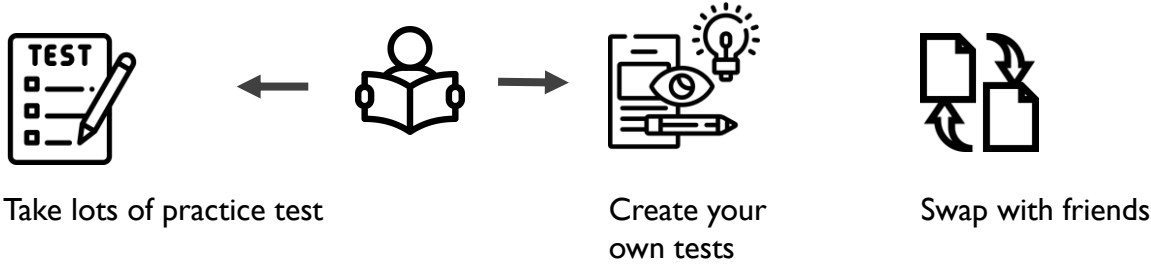 TEST
Take lots of practice test
Create your
own tests
Swap with friends